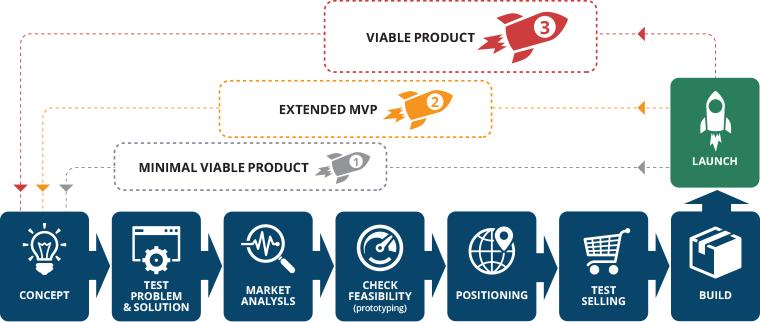 VIABLE PRODUCT
3
EXTENDED MVP
2
MINIMAL VIABLE PRODUCT
1
LAUNCH
CONCEPT
TEST
PROBLEM
& SOLUTION
MARKET
ANALYSLS
CHECK
FEASIBILITY
(prototyping)
POSITIONING
TEST
SELLING
BUILD